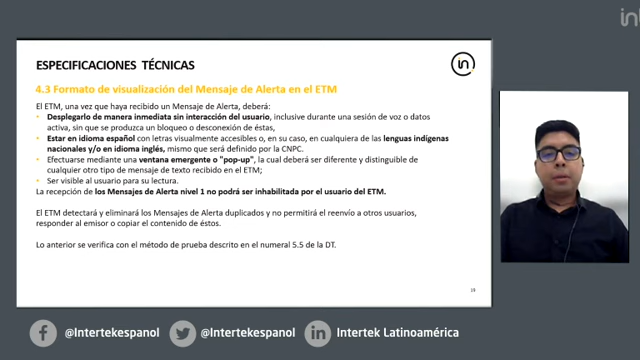 in
ESPECIFICACIONES TÉCNICAS
in
4.3 Formato de visualización del Mensaje de Alerta en el ETM
El ETM, una vez que haya recibido un Mensaje de Alerta, deberá:
• Desplegarlo de manera inmediata sin interacción del usuario, inclusive durante una sesión de voz o datos
activa, sin que se produzca un bloqueo o desconexión de éstas,
• Estar en idioma español con letras visualmente accesibles o, en su caso, en cualquiera de las lenguas indígenas
nacionales y/o en idioma inglés, mismo que será definido por la CNPC.
• Efectuarse mediante una ventana emergente o "pop-up", la cual deberá ser diferente y distinguible de
cualquier otro tipo de mensaje de texto recibido en el ETM;
• Ser visible al usuario para su lectura.
La recepción de los Mensajes de Alerta nivel 1 no podrá ser inhabilitada por el usuario del ETM.
El ETM detectará y eliminará los Mensajes de Alerta duplicados y no permitirá el reenvío a otros usuarios,
responder al emisor o copiar el contenido de éstos.
Lo anterior se verifica con el método de prueba descrito en el numeral 5.5 de la DT.
@Intertekespanol
@Intertekespanol
in Intertek Latinoamérica